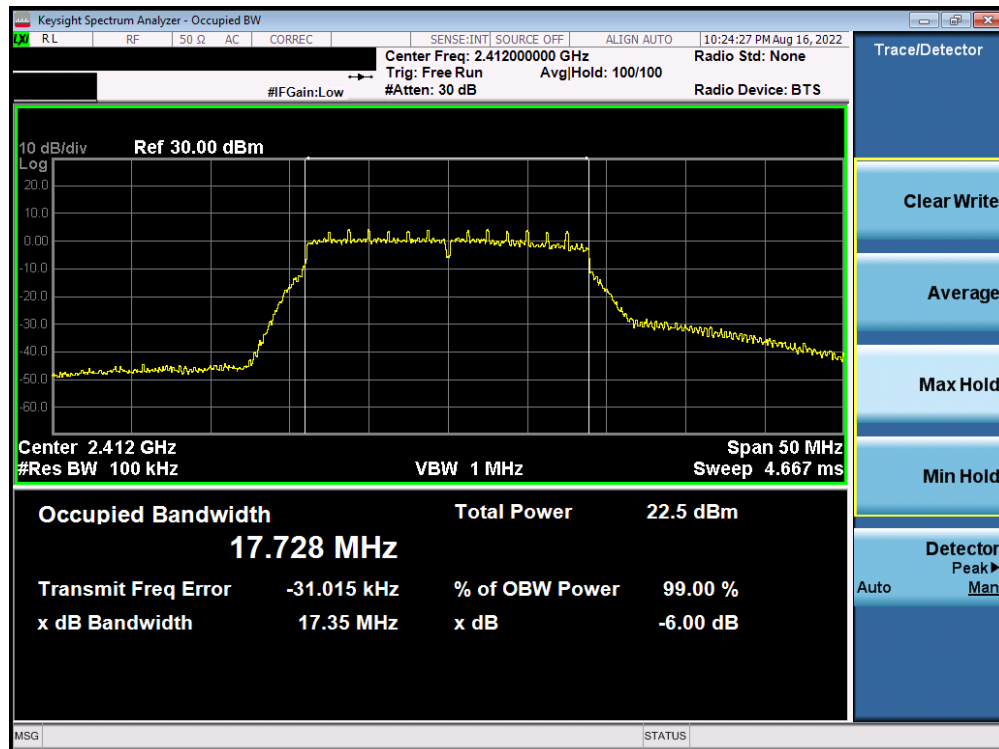 Keysight Spectrum Analyzer - Occupied BW
LXI RL RF 50 Ω AC CORREC SENSE:INT SOURCE OFF ALIGN AUTO 10:24:27 PM Aug 16, 2022
Center Freq: 2.412000000 GHz Radio Std: None
Trig: Free Run Avg|Hold: 100/100
#IFGain:Low #Atten: 30 dB Radio Device: BTS
Trace/Detector
10 dB/div Ref 30.00 dBm
Log
20.0
10.0
0.00
-10.0
-20.0
-30.0
-40.0
-50.0
-60.0
Center 2.412 GHz Span 50 MHz
#Res BW 100 kHz VBW 1 MHz Sweep 4.667 ms
Occupied Bandwidth Total Power 22.5 dBm
17.728 MHz
Transmit Freq Error -31.015 kHz % of OBW Power 99.00 %
x dB Bandwidth 17.35 MHz x dB -6.00 dB
Clear Write
Average
Max Hold
Min Hold
Detector
Peak▶
Auto Man
MSG STATUS